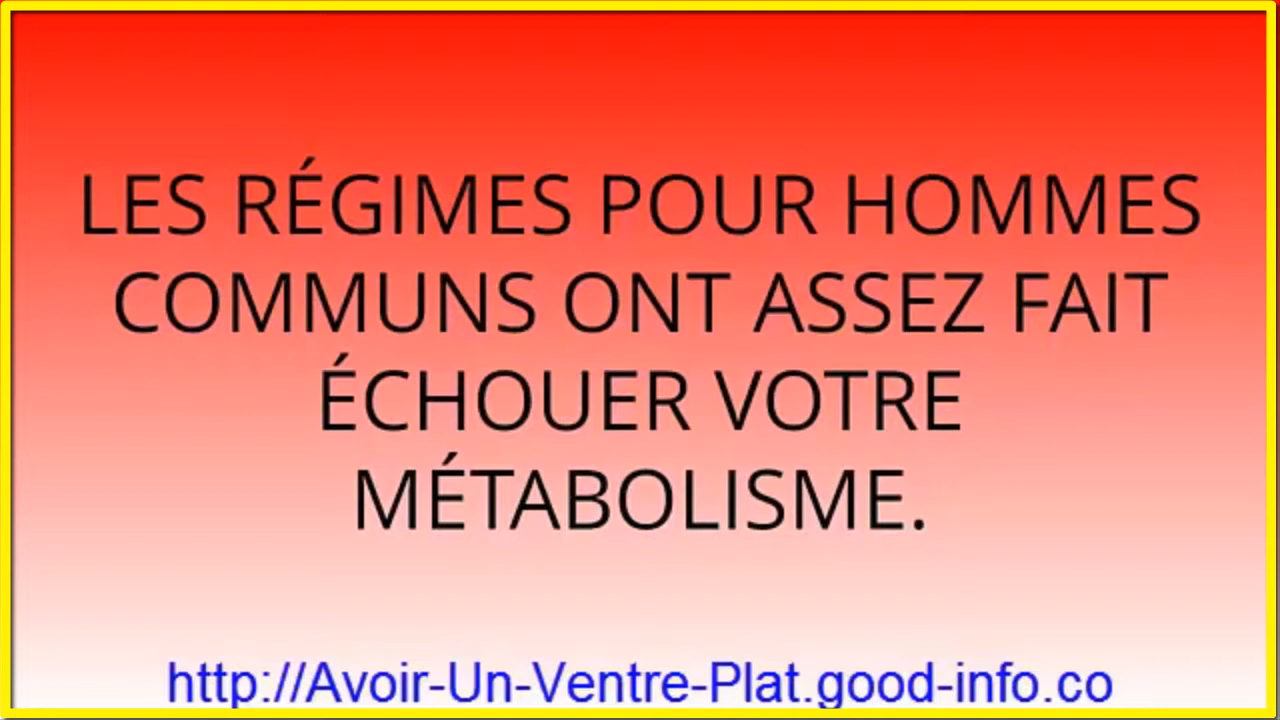 LES RÉGIMES POUR HOMMES
COMMUNS ONT ASSEZ FAIT
ÉCHOUER VOTRE
MÉTABOLISME.
http://Avoir-Un-Ventre-Plat.good-info.co